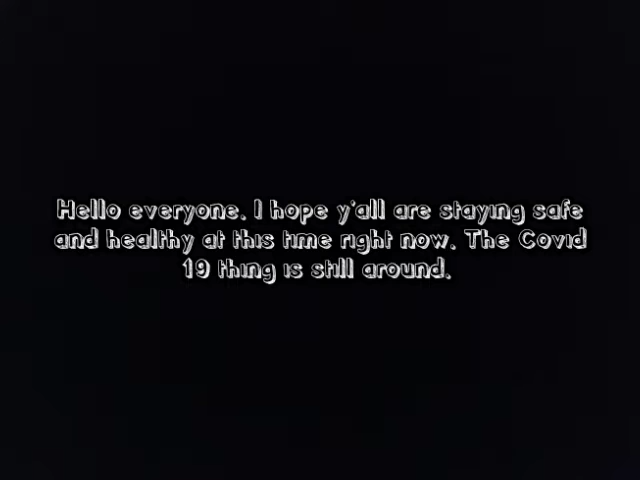 Hello everyone. I hope y'all are staying safe
and healthy at this time right now. The Covid
19 thing is still around.